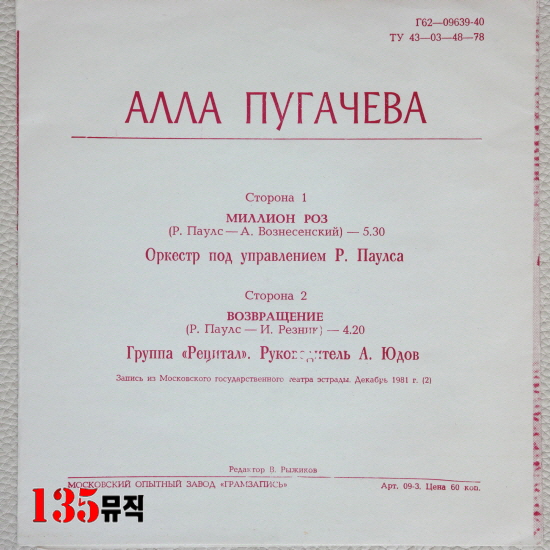 Г62—09639-40
ТУ 43—03—48—78
АЛЛА ПУГАЧЕВА
Сторона 1
МИЛЛИОН РОЗ
(Р. Паулс — А. Вознесенский) — 5.30
Оркестр под управлением Р. Паулса
Сторона 2
ВОЗВРАЩЕНИЕ
(Р. Паулс — И. Резник) — 4.20
Группа «Рецитал». Руководитель А. Юдов
Запись из Московского государственного театра эстрады. Декабрь 1981 г. (2)
Редактор В. Рыжиков
МОСКОВСКИЙ ОПЫТНЫЙ ЗАВОД «ГРАМЗАПИСЬ» Арт. 09-3. Цена 60 коп.
135뮤직